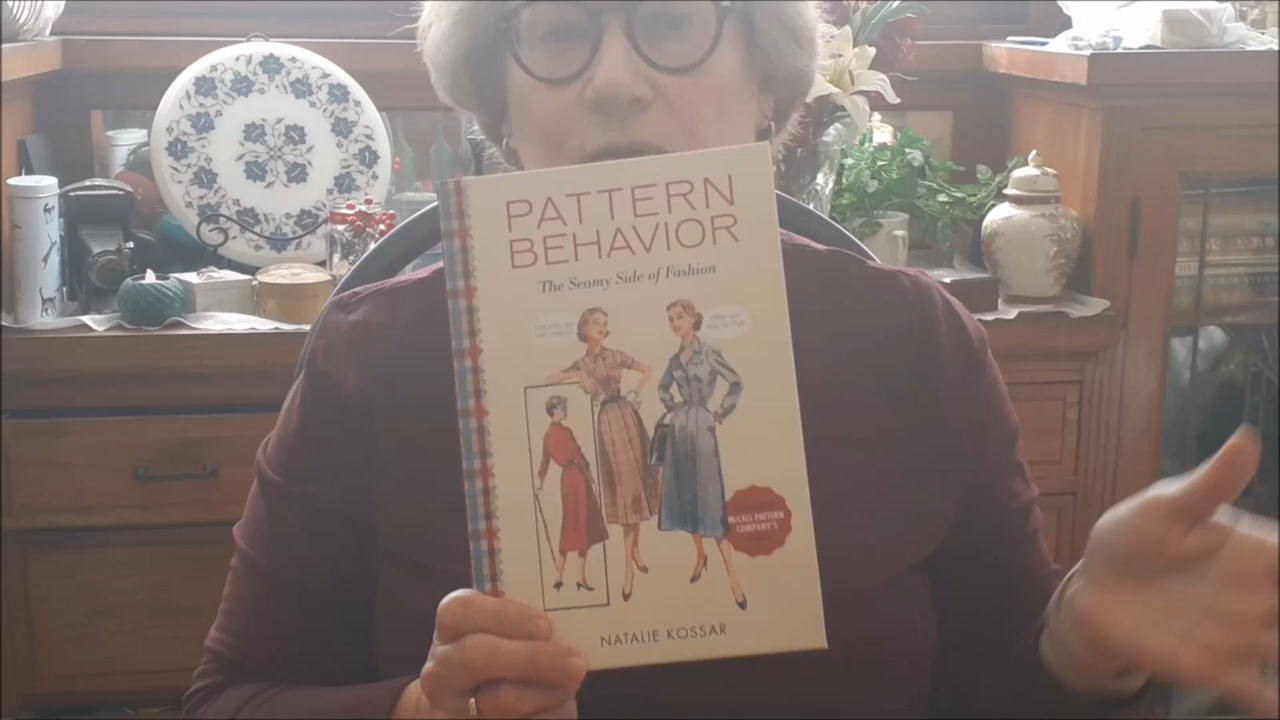 PATTERN
BEHAVIOR
The Seamy Side of Fashion
McCALL PATTERN
COMPANY'S
NATALIE KOSSAR